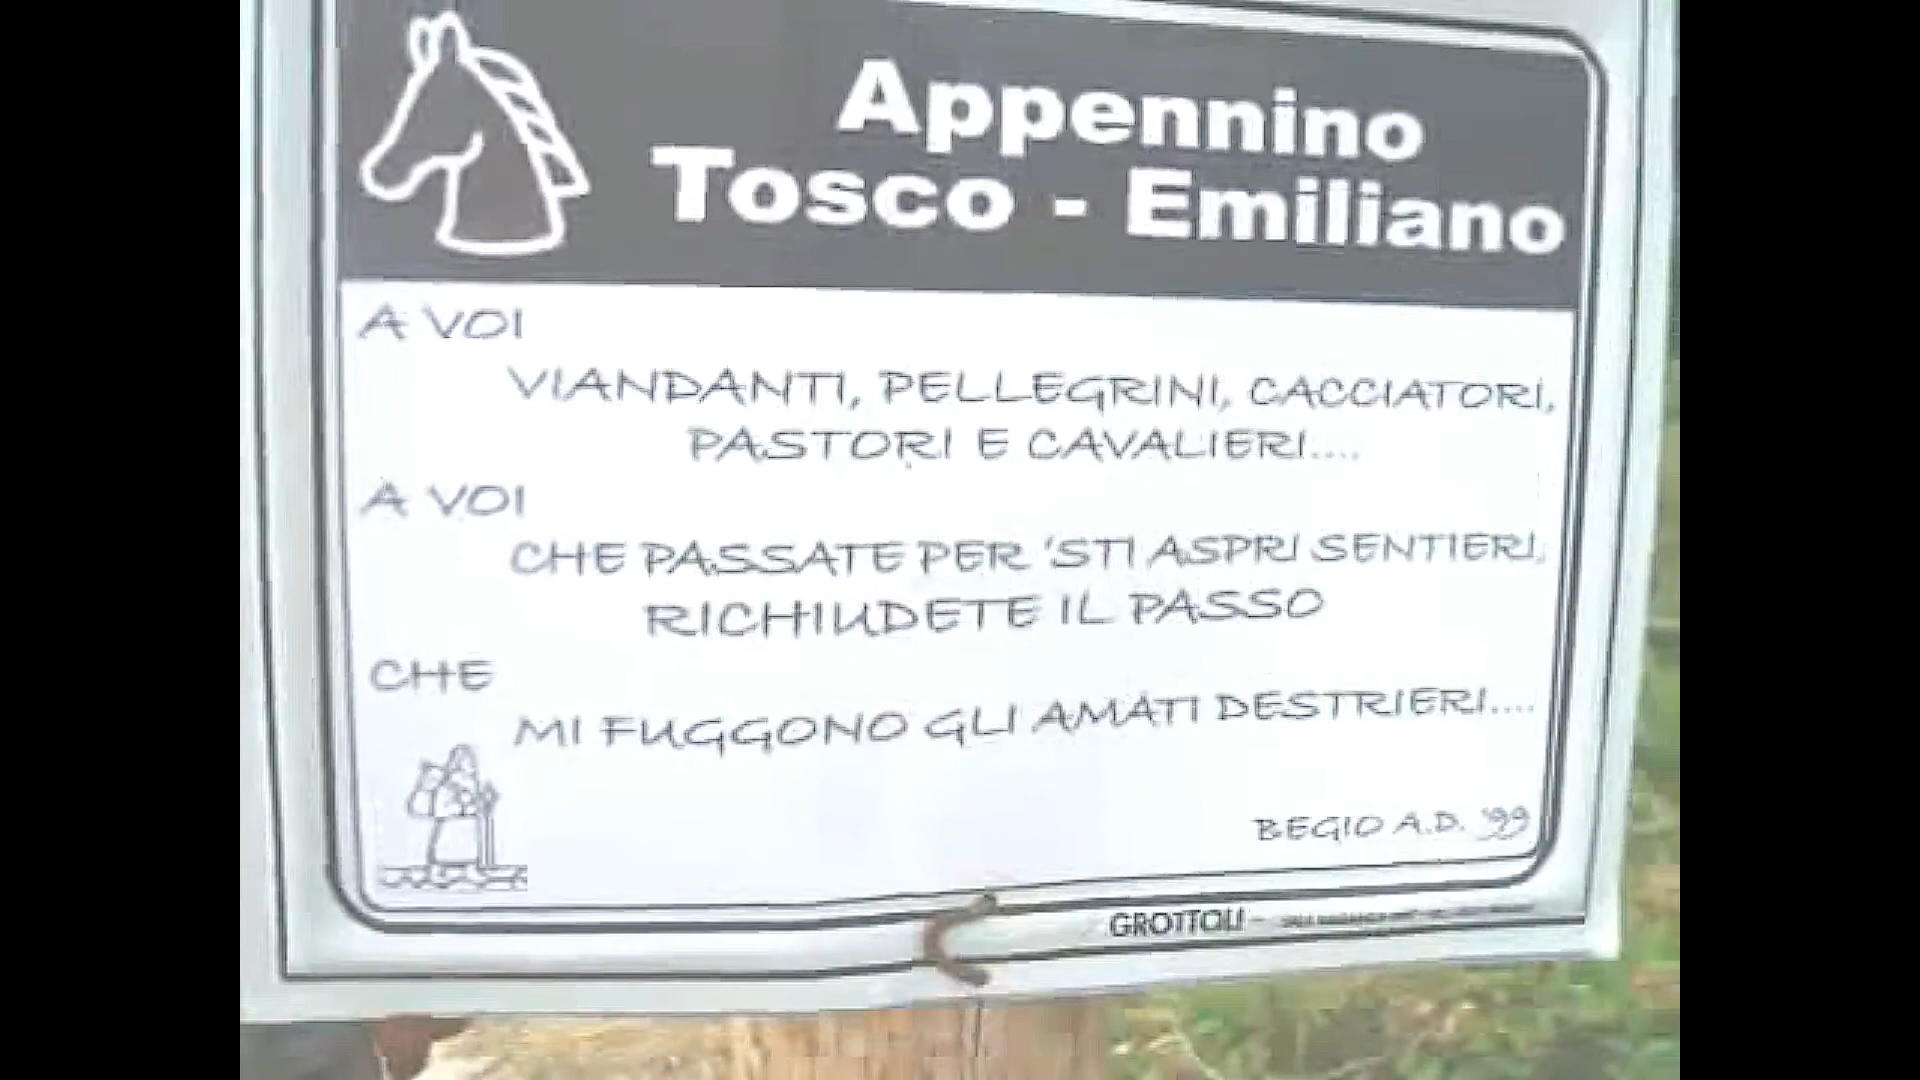 Appennino
Tosco - Emiliano
A VOI
VIANDANTI, PELLEGRINI, CACCIATORI,
PASTORI E CAVALIERI....
A VOI
CHE PASSATE PER 'STI ASPRI SENTIERI,
RICHIUDETE IL PASSO
CHE
MI FUGGONO GLI AMATI DESTRIERI....
BEGIO A.D. '99
GROTTOLI